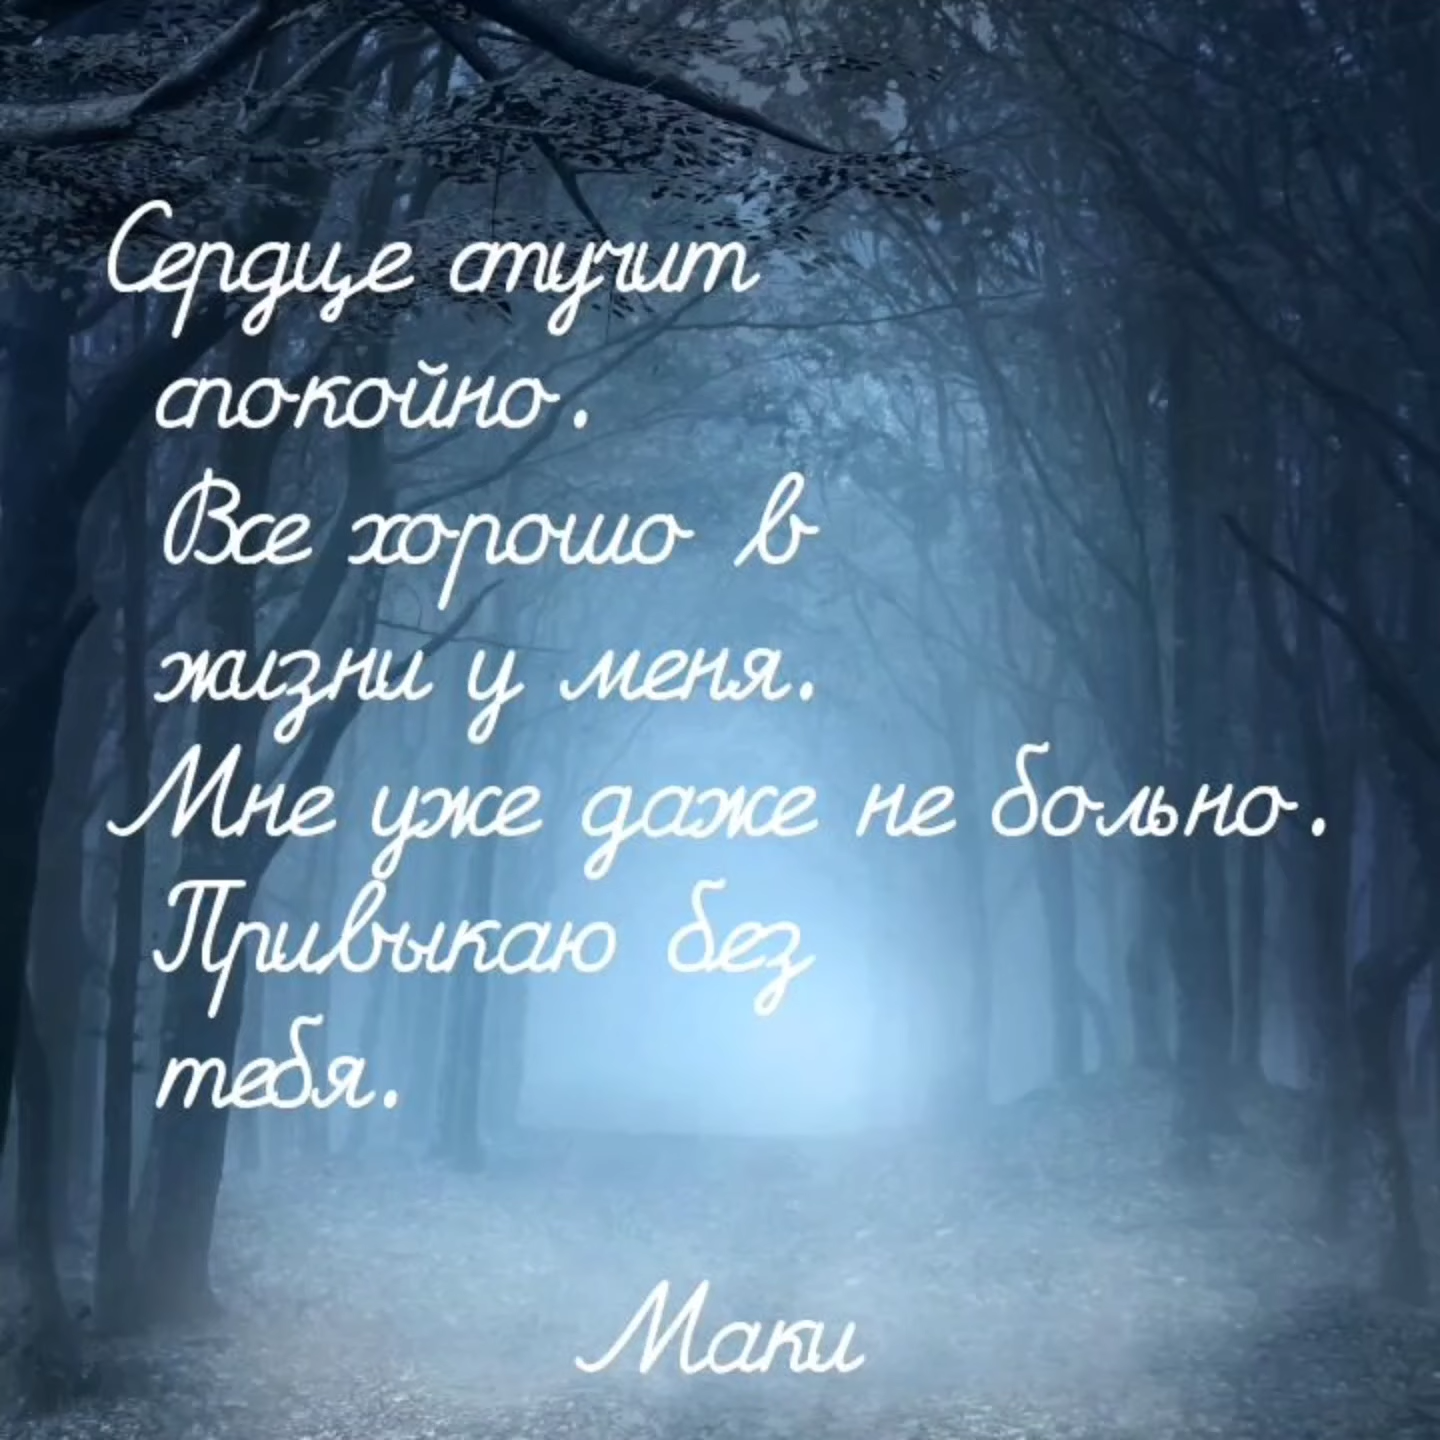 Сердце стучит
спокойно.
Все хорошо в
жизни у меня.
Мне уже даже не больно.
Привыкаю без
тебя.
Маки